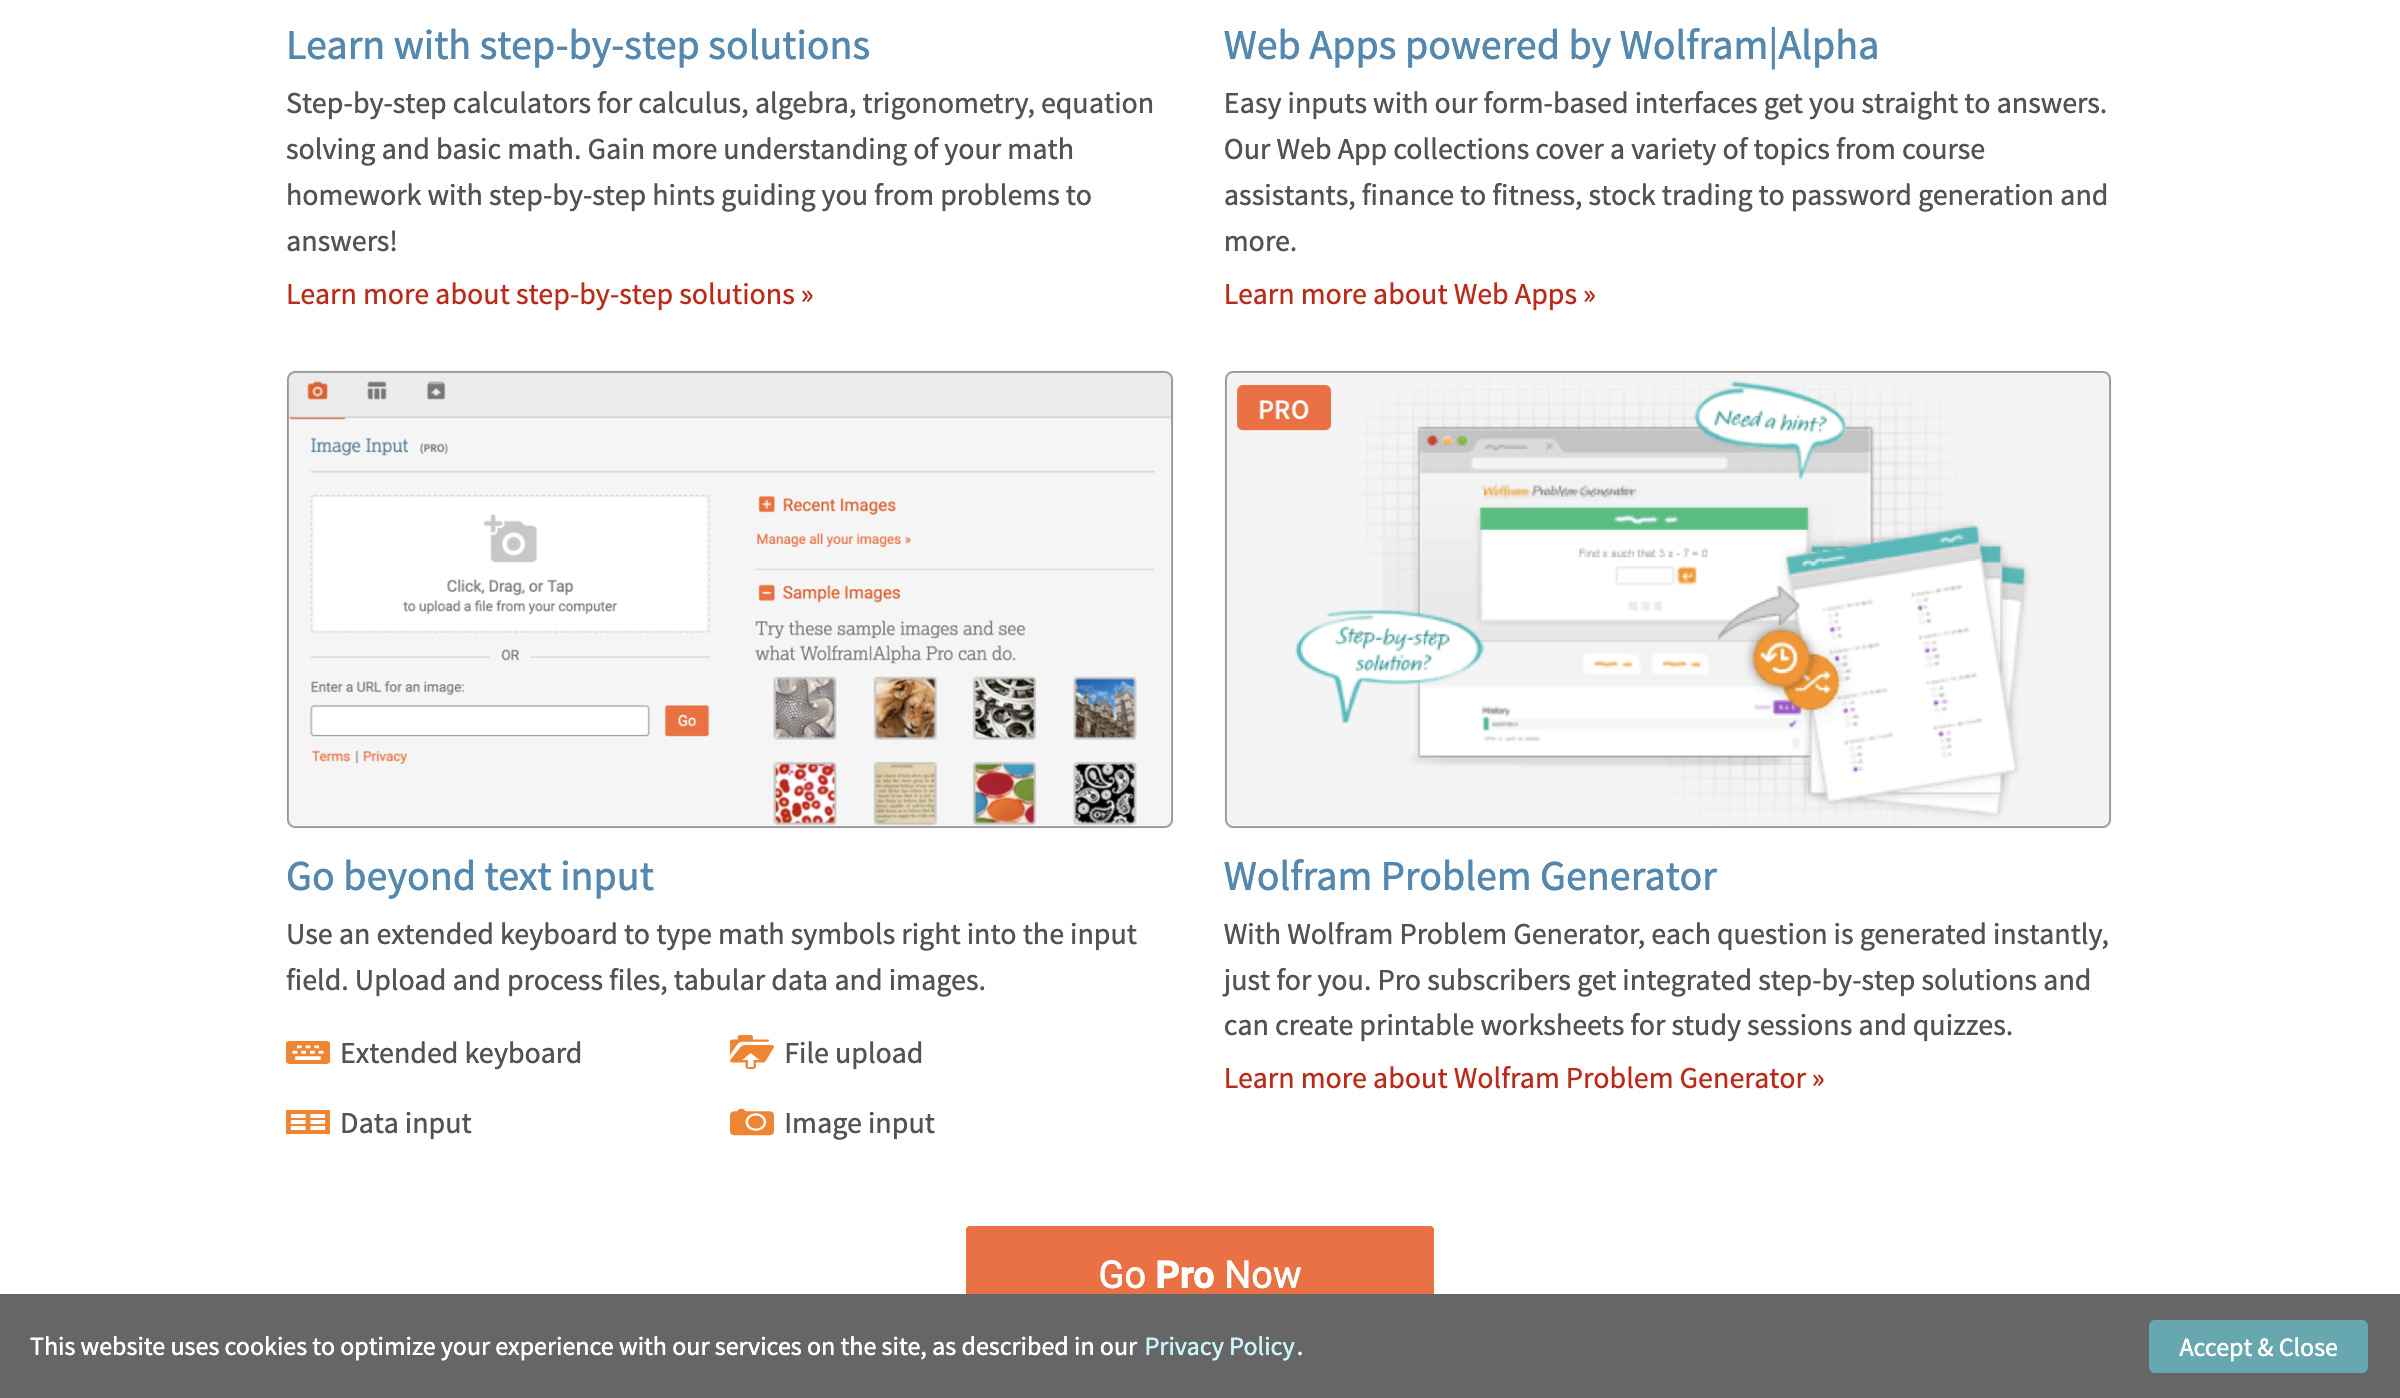 Learn with step-by-step solutions
Step-by-step calculators for calculus, algebra, trigonometry, equation
solving and basic math. Gain more understanding of your math
homework with step-by-step hints guiding you from problems to
answers!
Learn more about step-by-step solutions »
Web Apps powered by Wolfram|Alpha
Easy inputs with our form-based interfaces get you straight to answers.
Our Web App collections cover a variety of topics from course
assistants, finance to fitness, stock trading to password generation and
more.
Learn more about Web Apps »
Image Input (PRO)
Click, Drag, or Tap
to upload a file from your computer
OR
Enter a URL for an image:
Go
Terms | Privacy
Recent Images
Manage all your images »
Sample Images
Try these sample images and see
what Wolfram|Alpha Pro can do.
PRO
Need a hint?
Wolfram Problem Generator
Find x such that 3 x - 7 = 0
Step-by-step
solution?
History
Go beyond text input
Use an extended keyboard to type math symbols right into the input
field. Upload and process files, tabular data and images.
Extended keyboard
File upload
Data input
Image input
Wolfram Problem Generator
With Wolfram Problem Generator, each question is generated instantly,
just for you. Pro subscribers get integrated step-by-step solutions and
can create printable worksheets for study sessions and quizzes.
Learn more about Wolfram Problem Generator »
Go Pro Now
This website uses cookies to optimize your experience with our services on the site, as described in our Privacy Policy.
Accept & Close